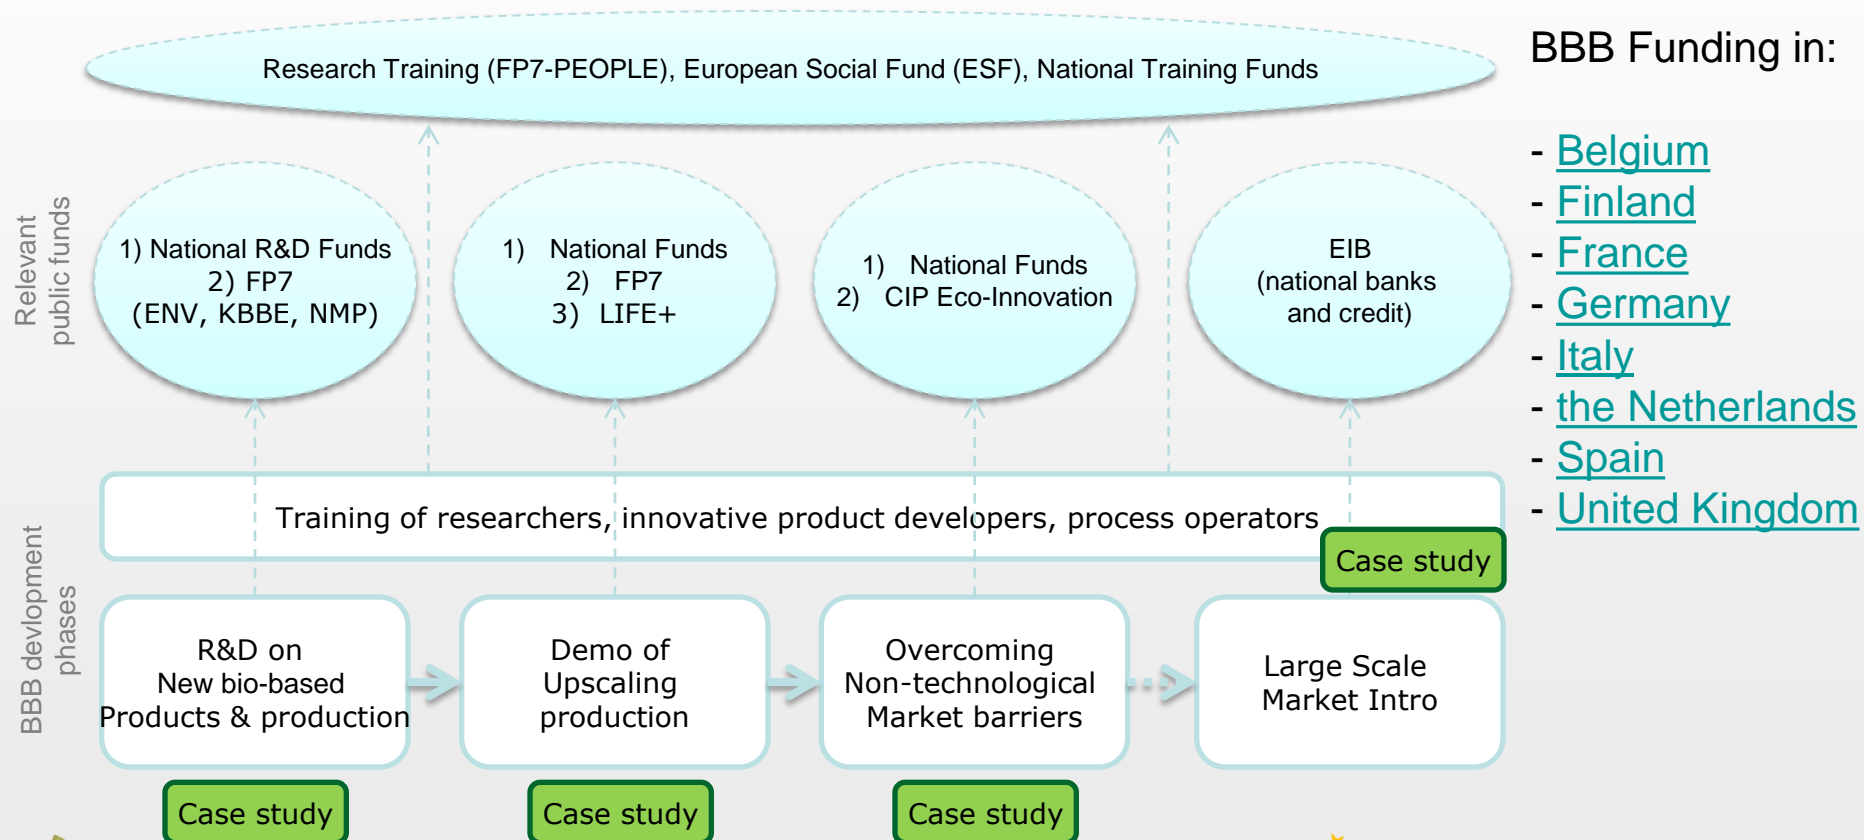 Research Training (FP7-PEOPLE), European Social Fund (ESF), National Training Funds
Relevant
public funds
1) National R&D Funds
2) FP7
(ENV, KBBE, NMP)
1) National Funds
2) FP7
3) LIFE+
1) National Funds
2) CIP Eco-Innovation
EIB
(national banks
and credit)
Training of researchers, innovative product developers, process operators
Case study
BBB devlopment
phases
R&D on
New bio-based
Products & production
Demo of
Upscaling
production
Overcoming
Non-technological
Market barriers
Large Scale
Market Intro
Case study
Case study
Case study
BBB Funding in:
- Belgium
- Finland
- France
- Germany
- Italy
- the Netherlands
- Spain
- United Kingdom